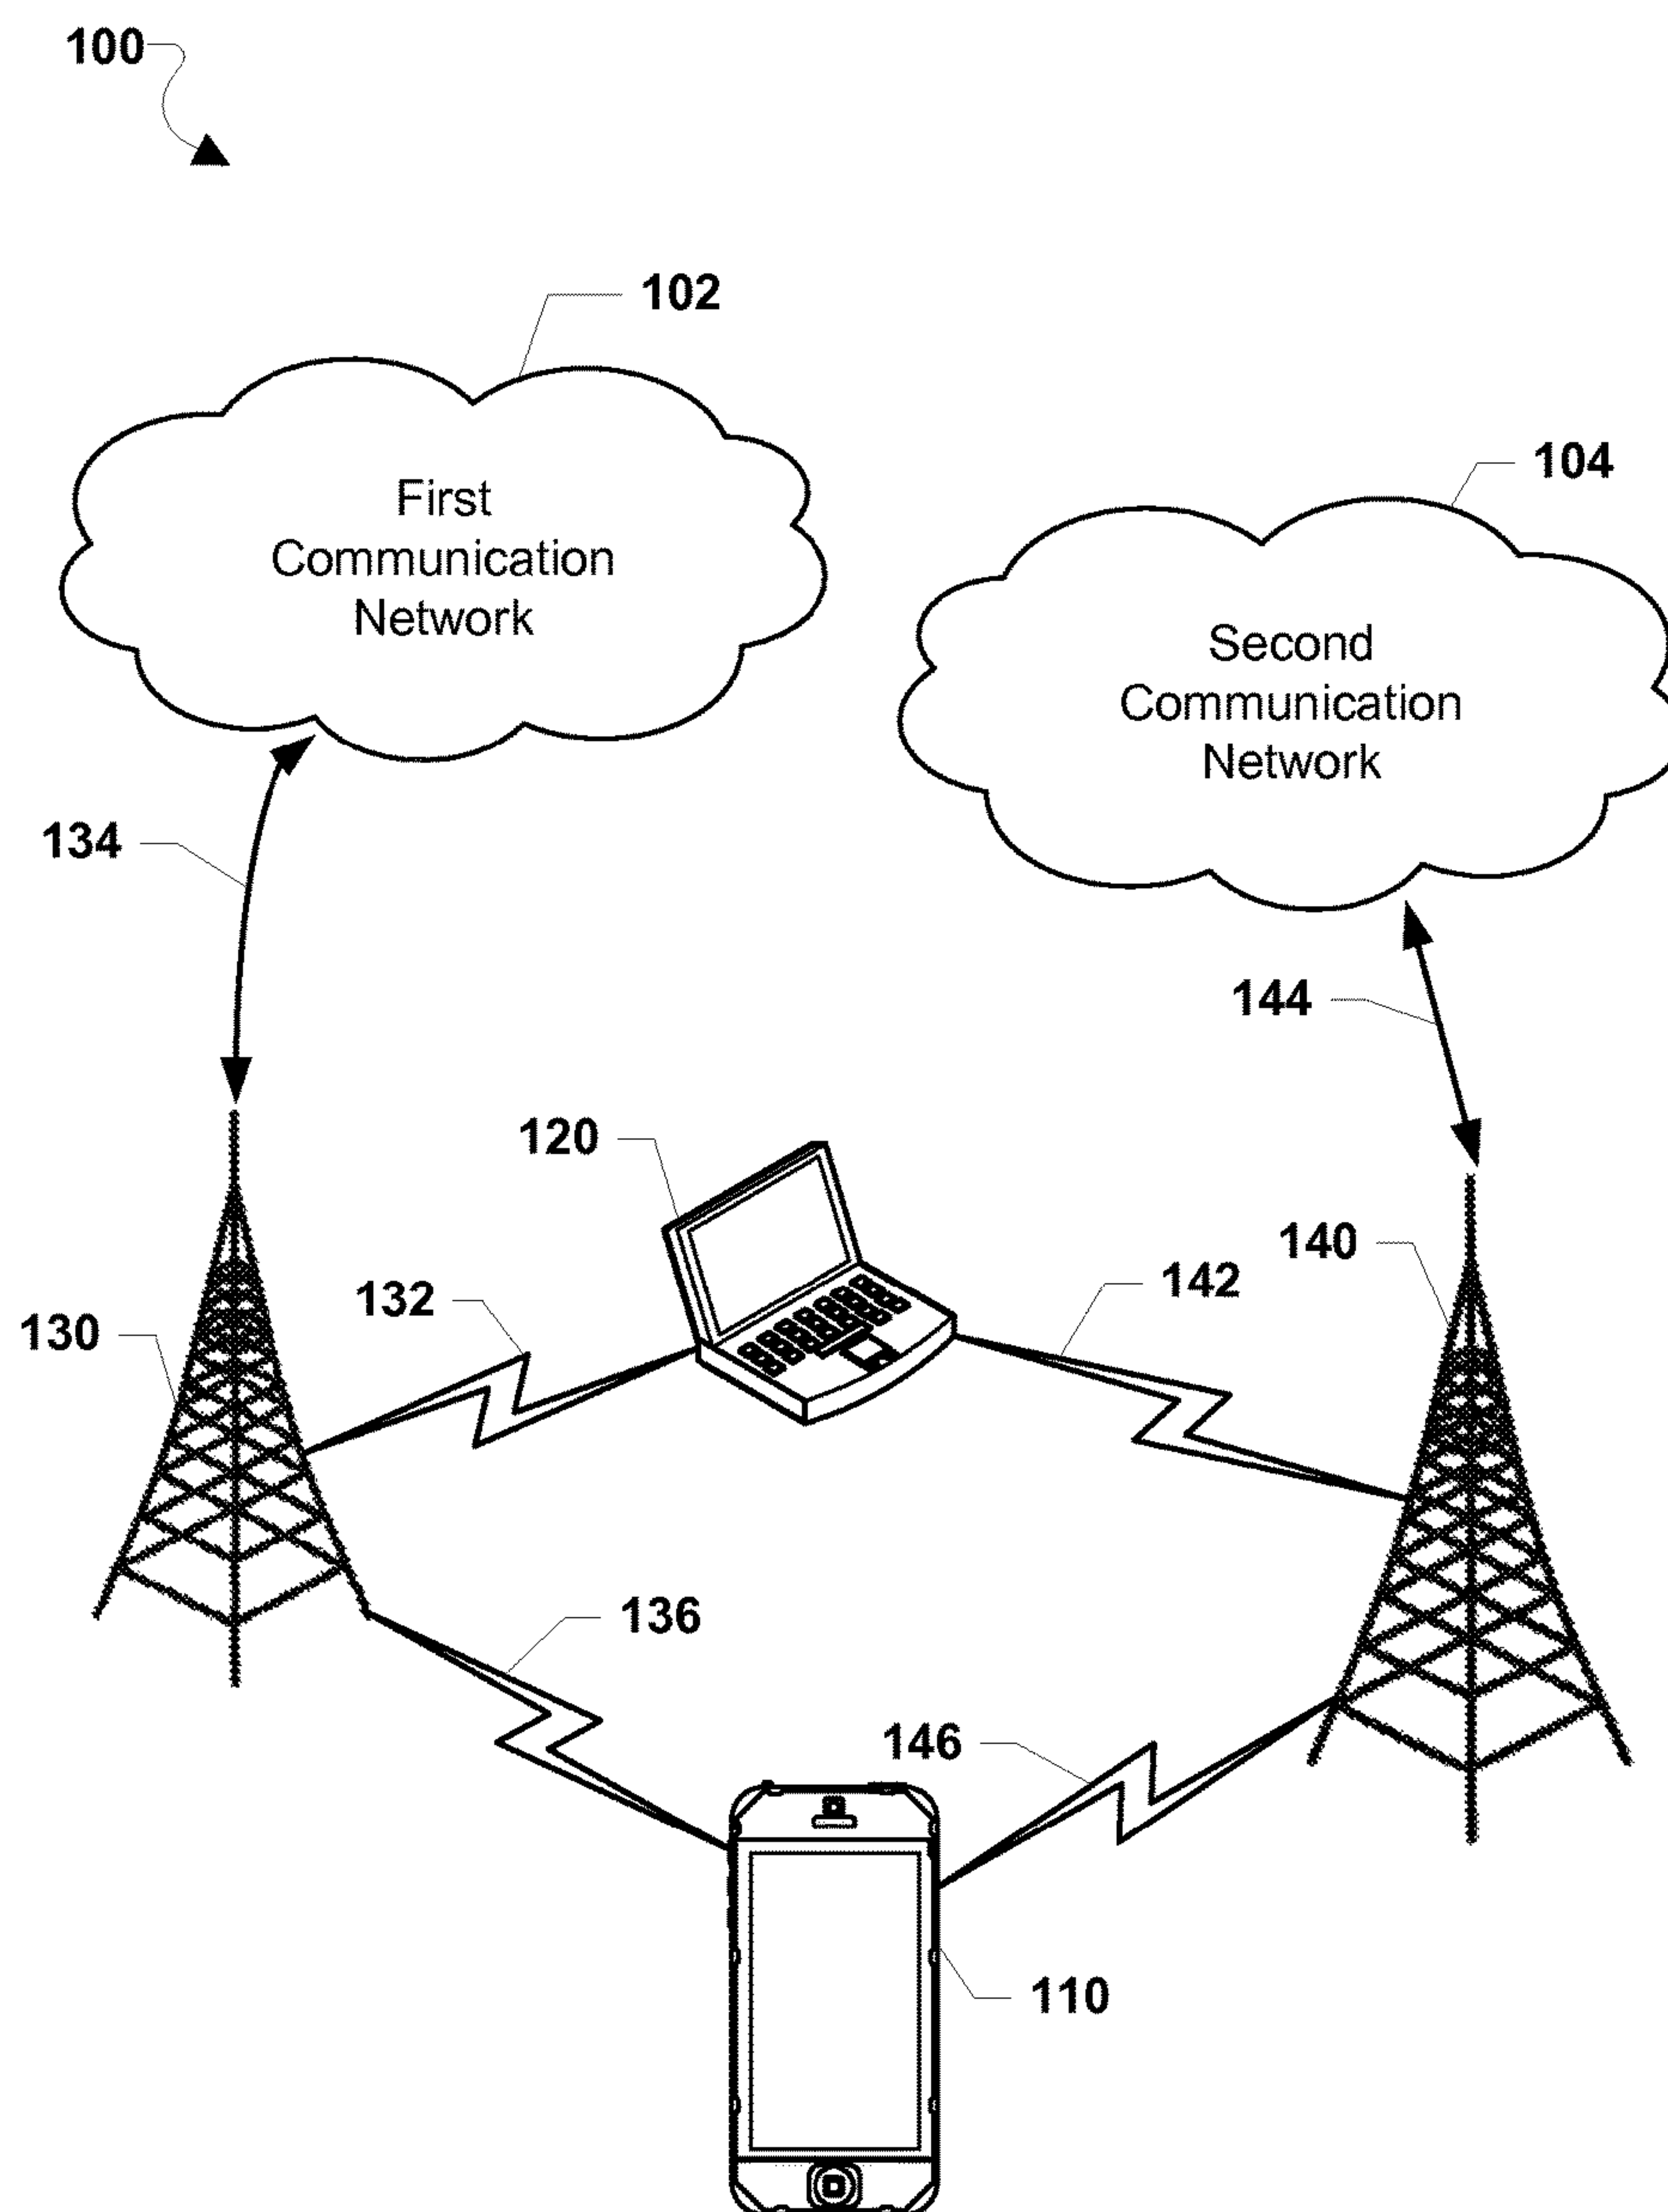 100
102
First
Communication
Network
104
Second
Communication
Network
134
144
120
140
132
142
130
136
146
110